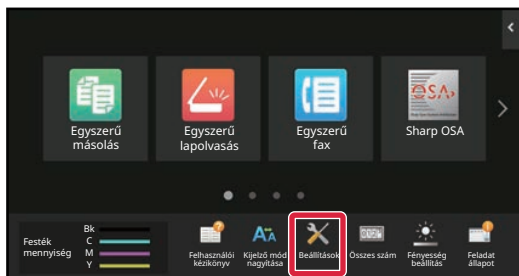 Egyszerű
másolás
Egyszerű
lapolvasás
Egyszerű
fax
OSA
Sharp OSA
Festék
mennyiség
Bk
C
M
Y
Felhasználói
kézikönyv
Kijelző mód
nagyítása
Beállítások
Összes szám
Fényesség
beállítás
Feladat
állapot